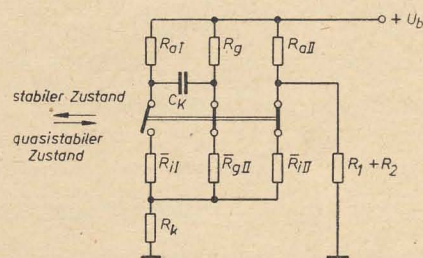 + U_b
R_aI
R_g
R_aII
C_K
stabiler Zustand
quasistabiler
Zustand
R̄_iI
R̄_gII
R̄_iII
R_1 + R_2
R_k